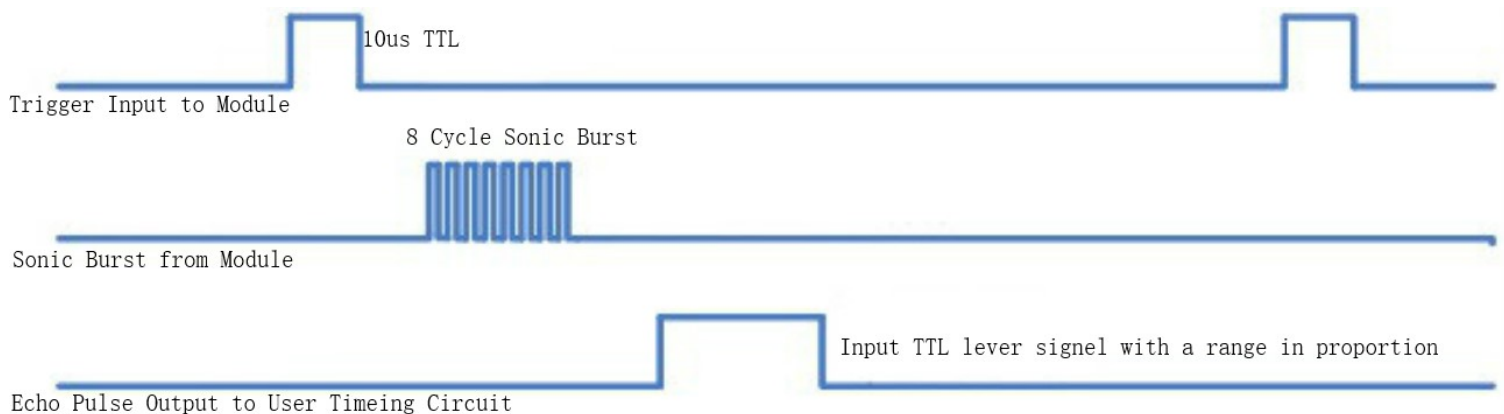 10us TTL
Trigger Input to Module
8 Cycle Sonic Burst
Sonic Burst from Module
Input TTL lever signel with a range in proportion
Echo Pulse Output to User Timeing Circuit